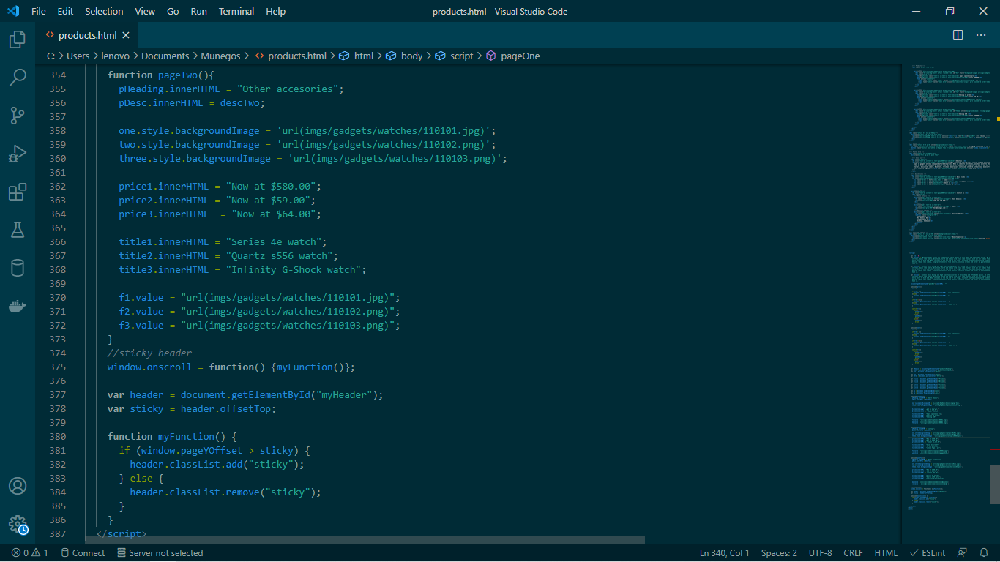 File Edit Selection View Go Run Terminal Help products.html - Visual Studio Code
products.html
C: > Users > lenovo > Documents > Munegos > products.html > html > body > script > pageOne
354 function pageTwo(){
355 pHeading.innerHTML = "Other accesories";
356 pDesc.innerHTML = descTwo;
357
358 one.style.backgroundImage = 'url(imgs/gadgets/watches/110101.jpg)';
359 two.style.backgroundImage = 'url(imgs/gadgets/watches/110102.png)';
360 three.style.backgroundImage = 'url(imgs/gadgets/watches/110103.png)';
361
362 price1.innerHTML = "Now at $580.00";
363 price2.innerHTML = "Now at $59.00";
364 price3.innerHTML  = "Now at $64.00";
365
366 title1.innerHTML = "Series 4e watch";
367 title2.innerHTML = "Quartz s556 watch";
368 title3.innerHTML = "Infinity G-Shock watch";
369
370 f1.value = "url(imgs/gadgets/watches/110101.jpg)";
371 f2.value = "url(imgs/gadgets/watches/110102.png)";
372 f3.value = "url(imgs/gadgets/watches/110103.png)";
373 }
374 //sticky header
375 window.onscroll = function() {myFunction()};
376
377 var header = document.getElementById("myHeader");
378 var sticky = header.offsetTop;
379
380 function myFunction() {
381 if (window.pageYOffset > sticky) {
382 header.classList.add("sticky");
383 } else {
384 header.classList.remove("sticky");
385 }
386 }
387 </script>
0 1 Connect Server not selected Ln 340, Col 1 Spaces: 2 UTF-8 CRLF HTML ESLint